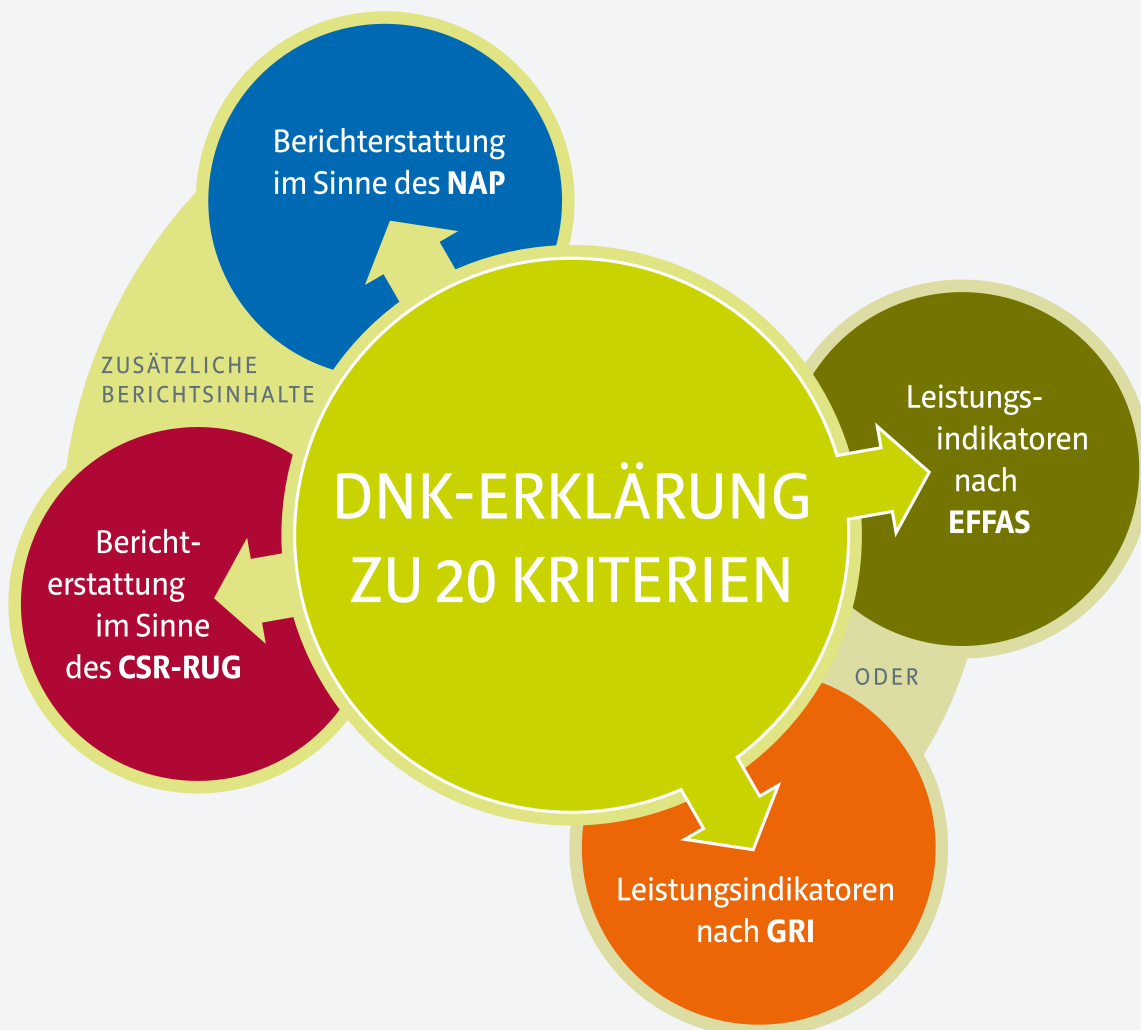 Berichterstattung
im Sinne des NAP
ZUSÄTZLICHE
BERICHTSINHALTE
Bericht-
erstattung
im Sinne
des CSR-RUG
DNK-ERKLÄRUNG
ZU 20 KRITERIEN
Leistungs-
indikatoren
nach
EFFAS
ODER
Leistungsindikatoren
nach GRI